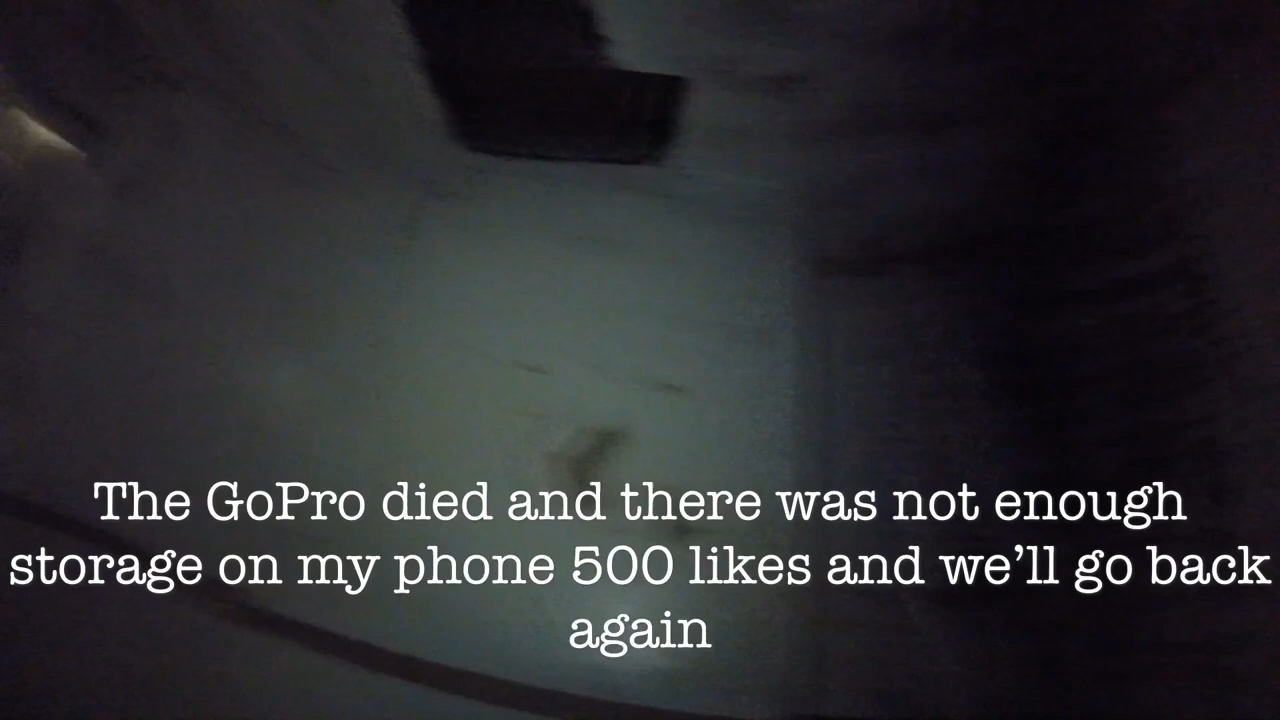 The GoPro died and there was not enough
storage on my phone 500 likes and we’ll go back
again